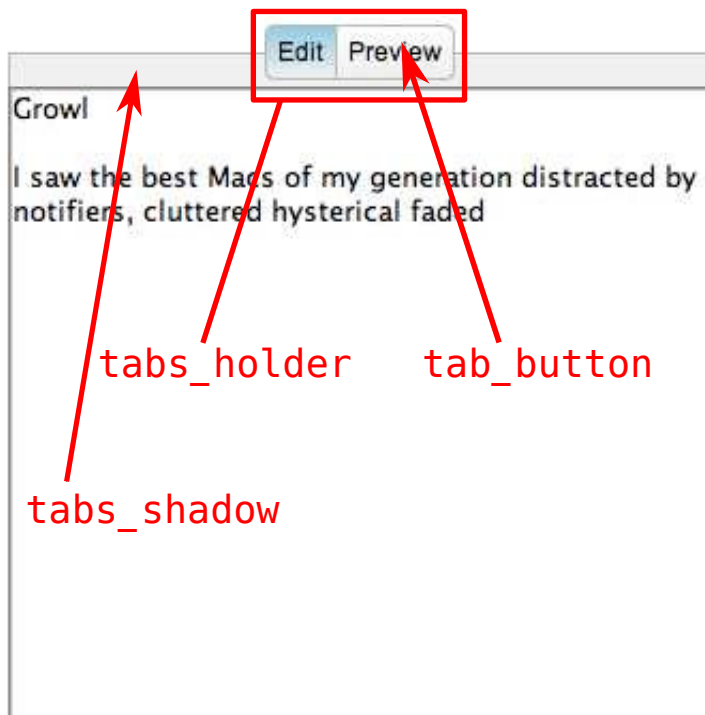 Edit Preview
Growl
I saw the best Macs of my generation distracted by
notifiers, cluttered hysterical faded
tabs_holder tab_button
tabs_shadow